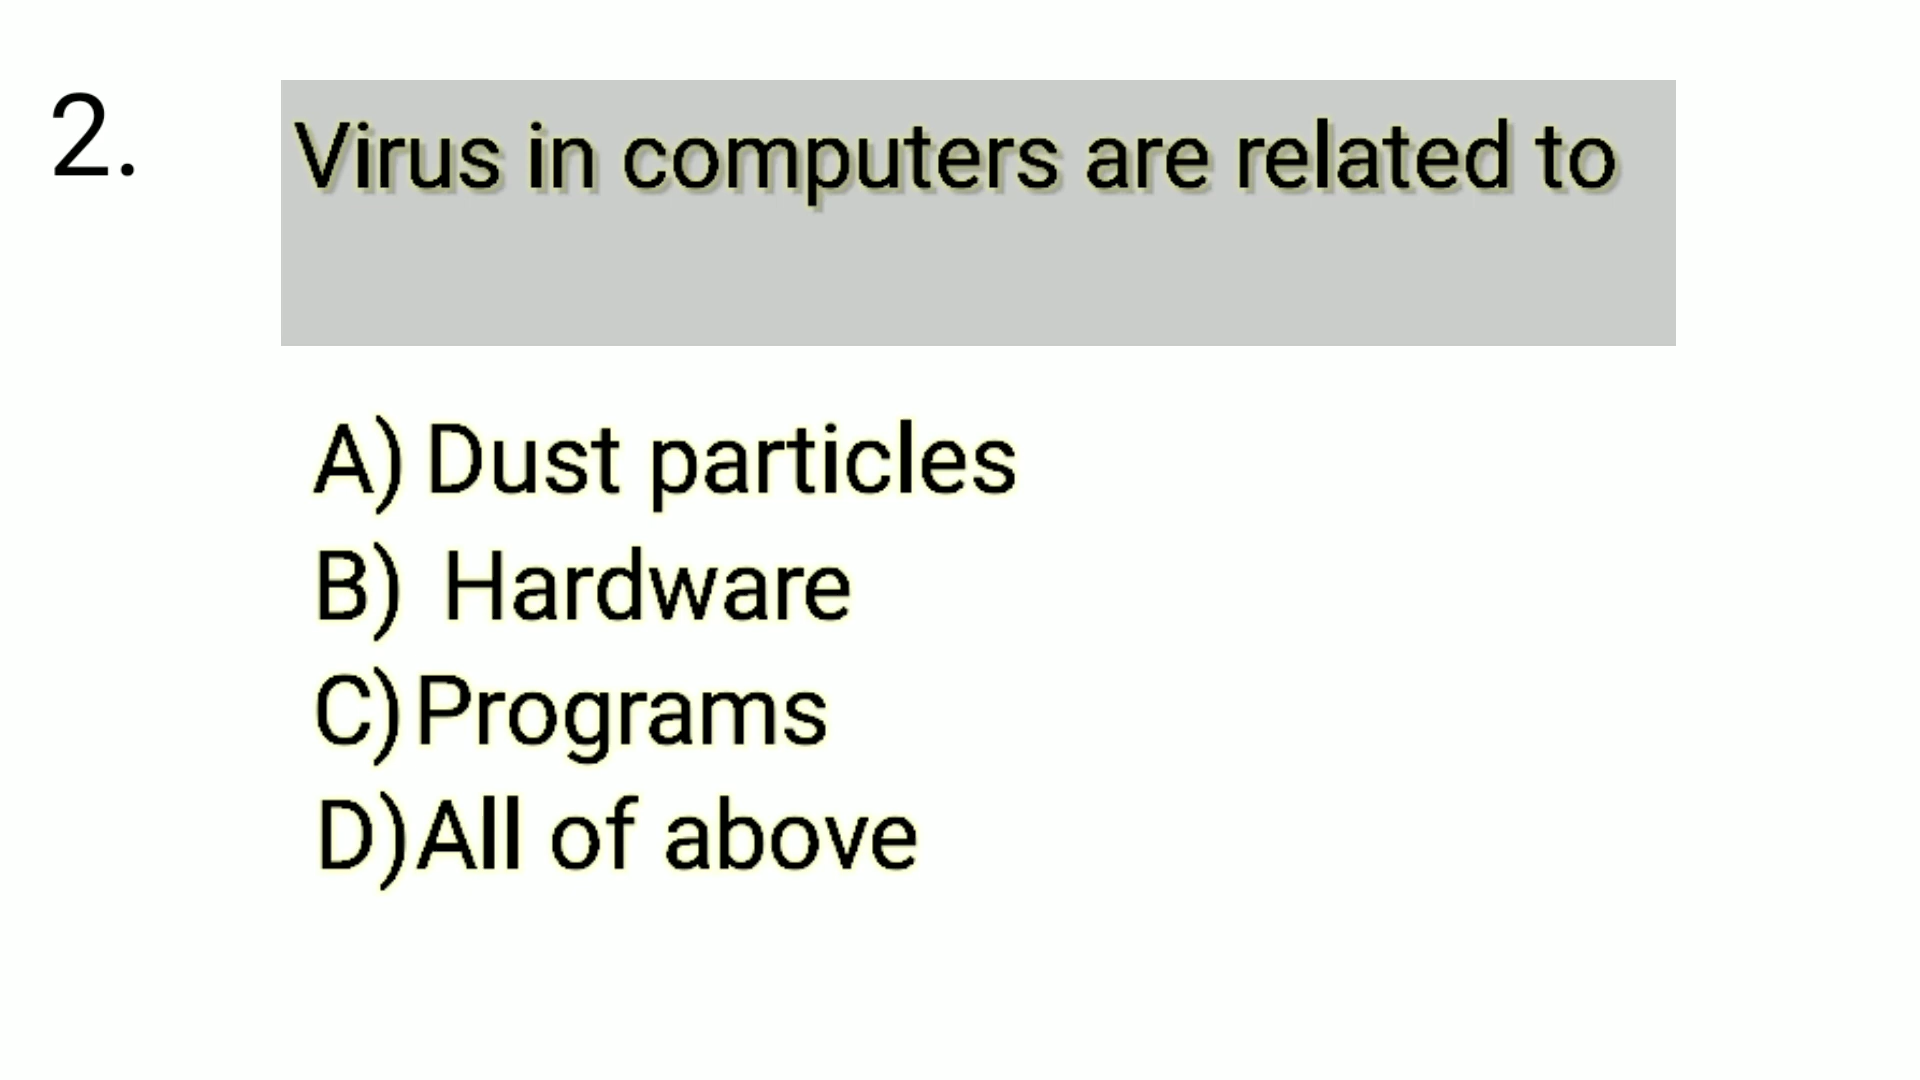 2. Virus in computers are related to
A) Dust particles
B) Hardware
C) Programs
D) All of above